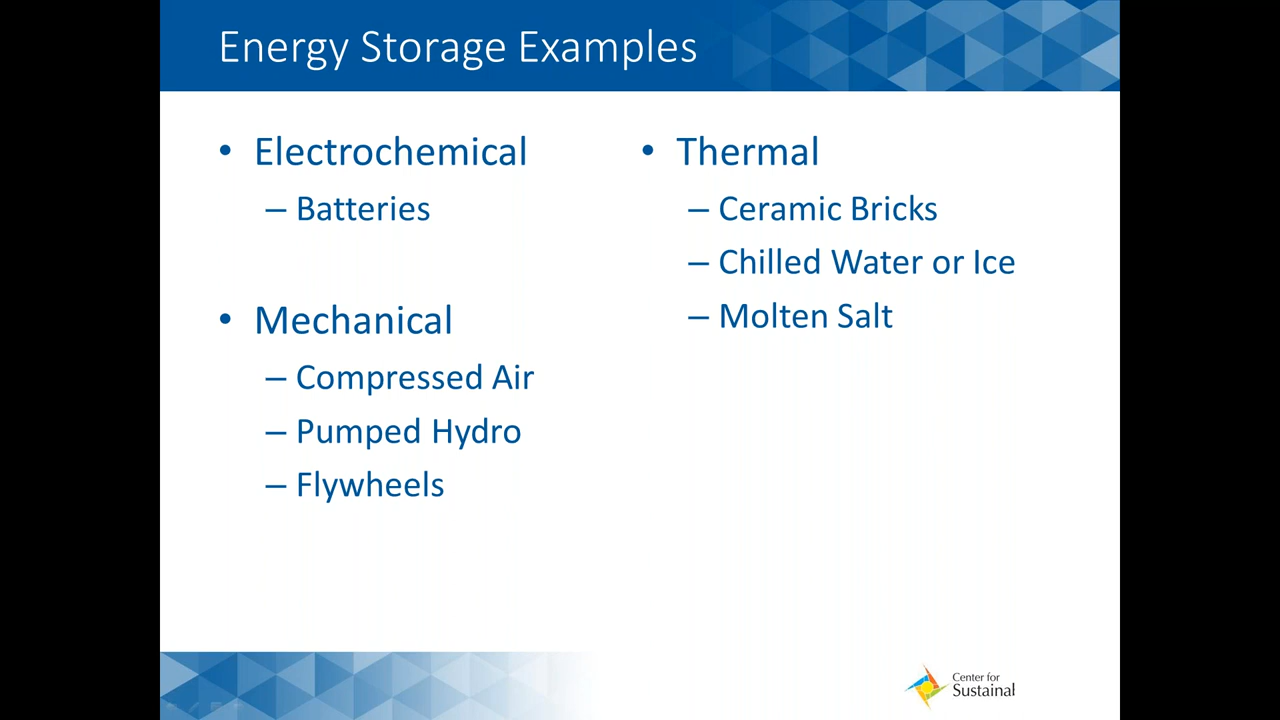 Energy Storage Examples
• Electrochemical
– Batteries
• Mechanical
– Compressed Air
– Pumped Hydro
– Flywheels
• Thermal
– Ceramic Bricks
– Chilled Water or Ice
– Molten Salt
Center for
Sustainal